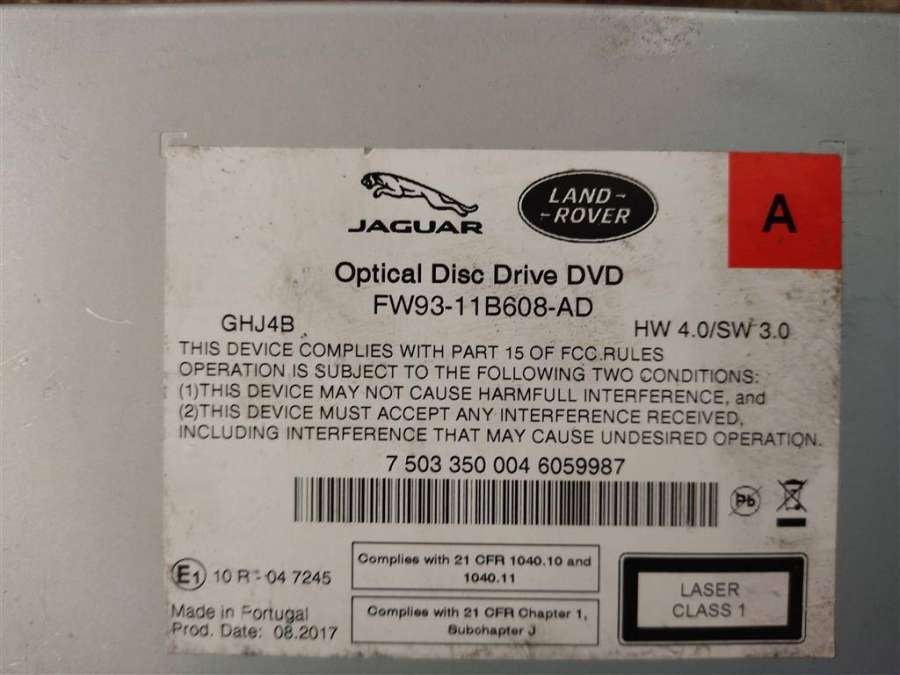 JAGUAR
LAND-
-ROVER
A
Optical Disc Drive DVD
FW93-11B608-AD
GHJ4B
HW 4.0/SW 3.0
THIS DEVICE COMPLIES WITH PART 15 OF FCC RULES
OPERATION IS SUBJECT TO THE FOLLOWING TWO CONDITIONS:
(1)THIS DEVICE MAY NOT CAUSE HARMFULL INTERFERENCE, and
(2)THIS DEVICE MUST ACCEPT ANY INTERFERENCE RECEIVED,
INCLUDING INTERFERENCE THAT MAY CAUSE UNDESIRED OPERATION.
7 503 350 004 6059987
Pb
E1 10 R - 04 7245
Complies with 21 CFR 1040.10 and
1040.11
Made in Portugal
Prod. Date: 08.2017
Complies with 21 CFR Chapter 1,
Subchapter J
LASER
CLASS 1